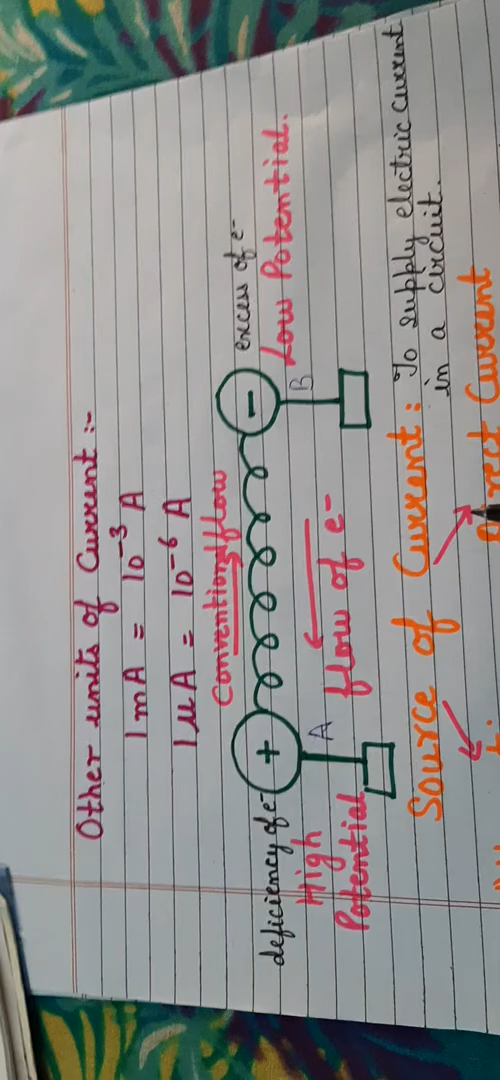 Other units of Current :-
1 mA = 10⁻³ A
1 μA = 10⁻⁶ A
Conventional flow
deficiency of e⁻
+
-
excess of e⁻
High
Potential
A
B
Low Potential.
flow of e⁻
Source of Current : To supply electric current
in a circuit.
Direct Current